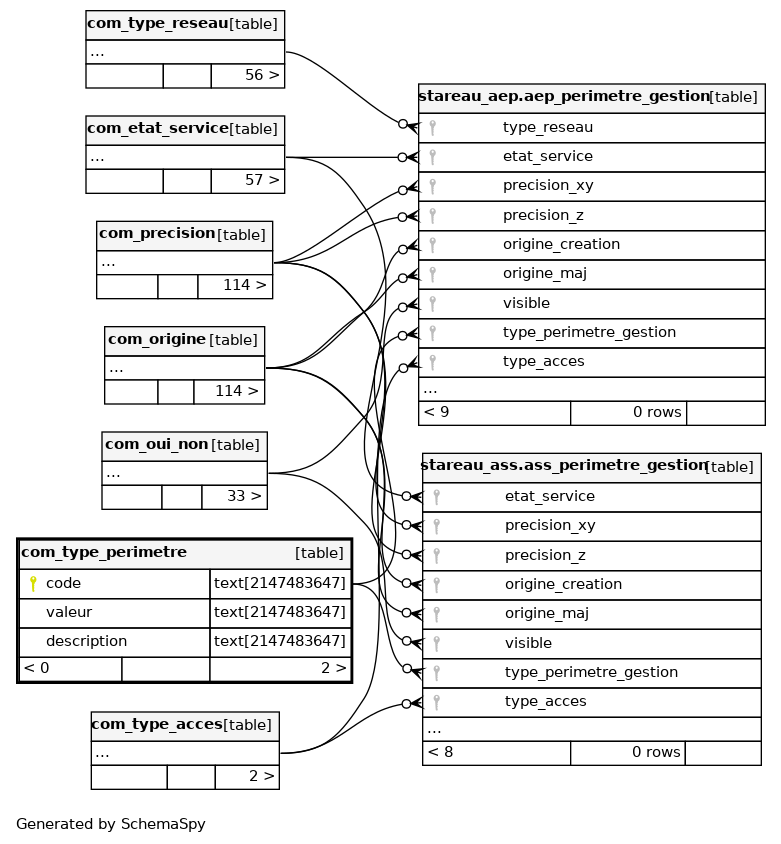 com_type_reseau [table]
...
56 >
com_etat_service [table]
...
57 >
com_precision [table]
...
114 >
com_origine [table]
...
114 >
com_oui_non [table]
...
33 >
com_type_perimetre [table]
code text[2147483647]
valeur text[2147483647]
description text[2147483647]
< 0 2 >
com_type_acces [table]
...
2 >
stareau_aep.aep_perimetre_gestion [table]
type_reseau
etat_service
precision_xy
precision_z
origine_creation
origine_maj
visible
type_perimetre_gestion
type_acces
...
< 9 0 rows
stareau_ass.ass_perimetre_gestion [table]
etat_service
precision_xy
precision_z
origine_creation
origine_maj
visible
type_perimetre_gestion
type_acces
...
< 8 0 rows
Generated by SchemaSpy